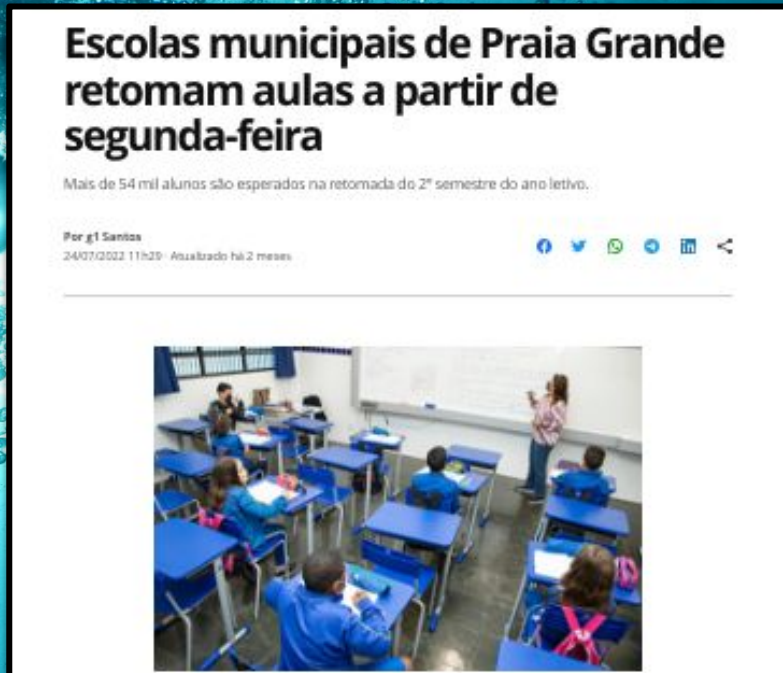 Escolas municipais de Praia Grande
retomam aulas a partir de
segunda-feira
Mais de 54 mil alunos são esperados na retomada do 2º semestre do ano letivo.
Por g1 Santos
24/07/2022 11h29 · Atualizado há 2 meses